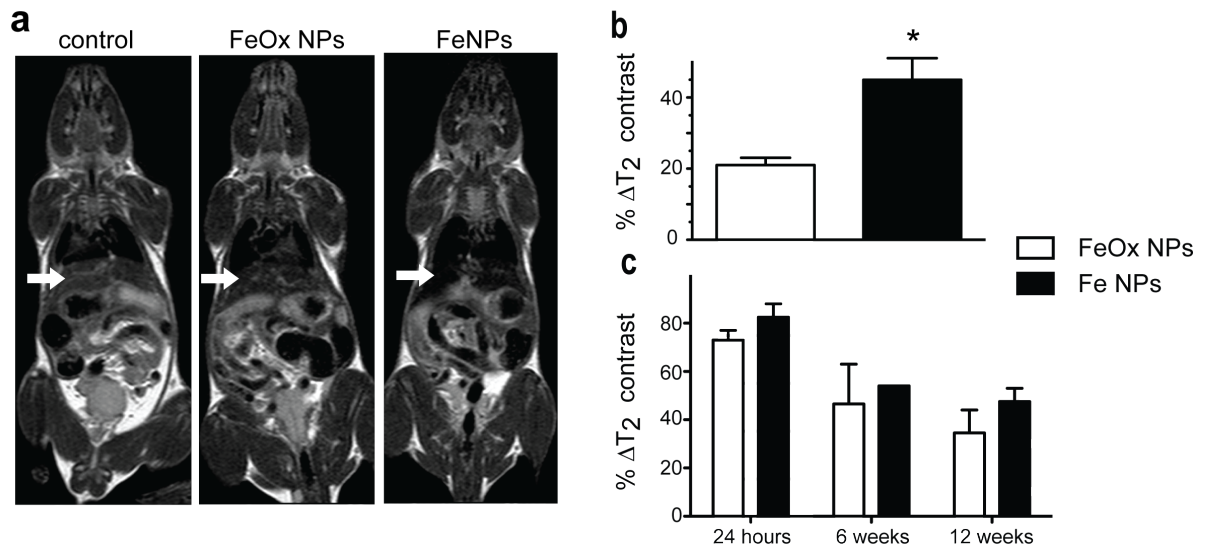 a
control
FeOx NPs
FeNPs
b
*
% ΔT2 contrast
40
20
0
c
% ΔT2 contrast
80
60
40
20
0
24 hours
6 weeks
12 weeks
FeOx NPs
Fe NPs